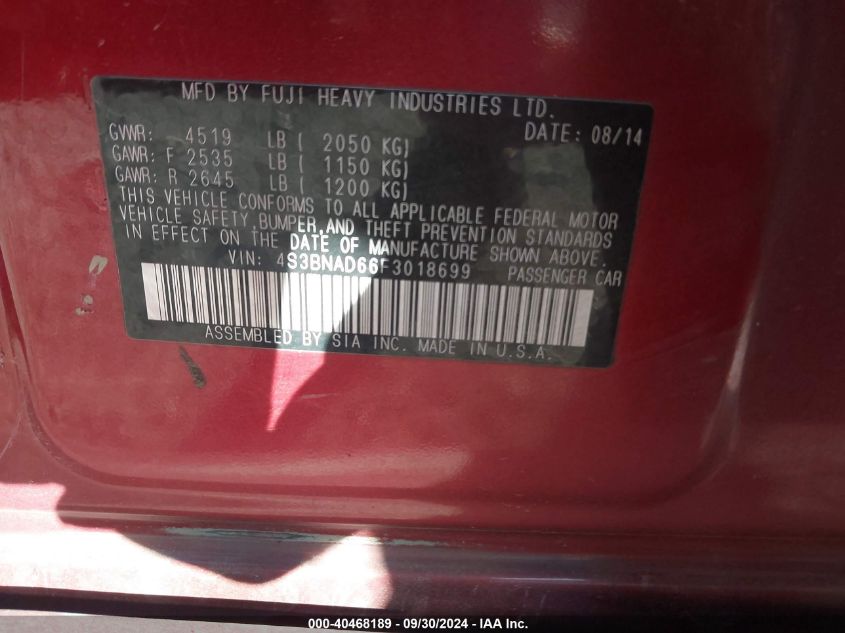 MFD BY FUJI HEAVY INDUSTRIES LTD.
DATE: 08/14
GVWR: 4519 LB ( 2050 KG)
GAWR: F 2535 LB ( 1150 KG)
GAWR: R 2645 LB ( 1200 KG)
THIS VEHICLE CONFORMS TO ALL APPLICABLE FEDERAL MOTOR
VEHICLE SAFETY, BUMPER, AND THEFT PREVENTION STANDARDS
IN EFFECT ON THE DATE OF MANUFACTURE SHOWN ABOVE.
VIN: 4S3BNAD66F3018699 PASSENGER CAR
ASSEMBLED BY SIA INC. MADE IN U.S.A.
000-40468189 - 09/30/2024 - IAA Inc.